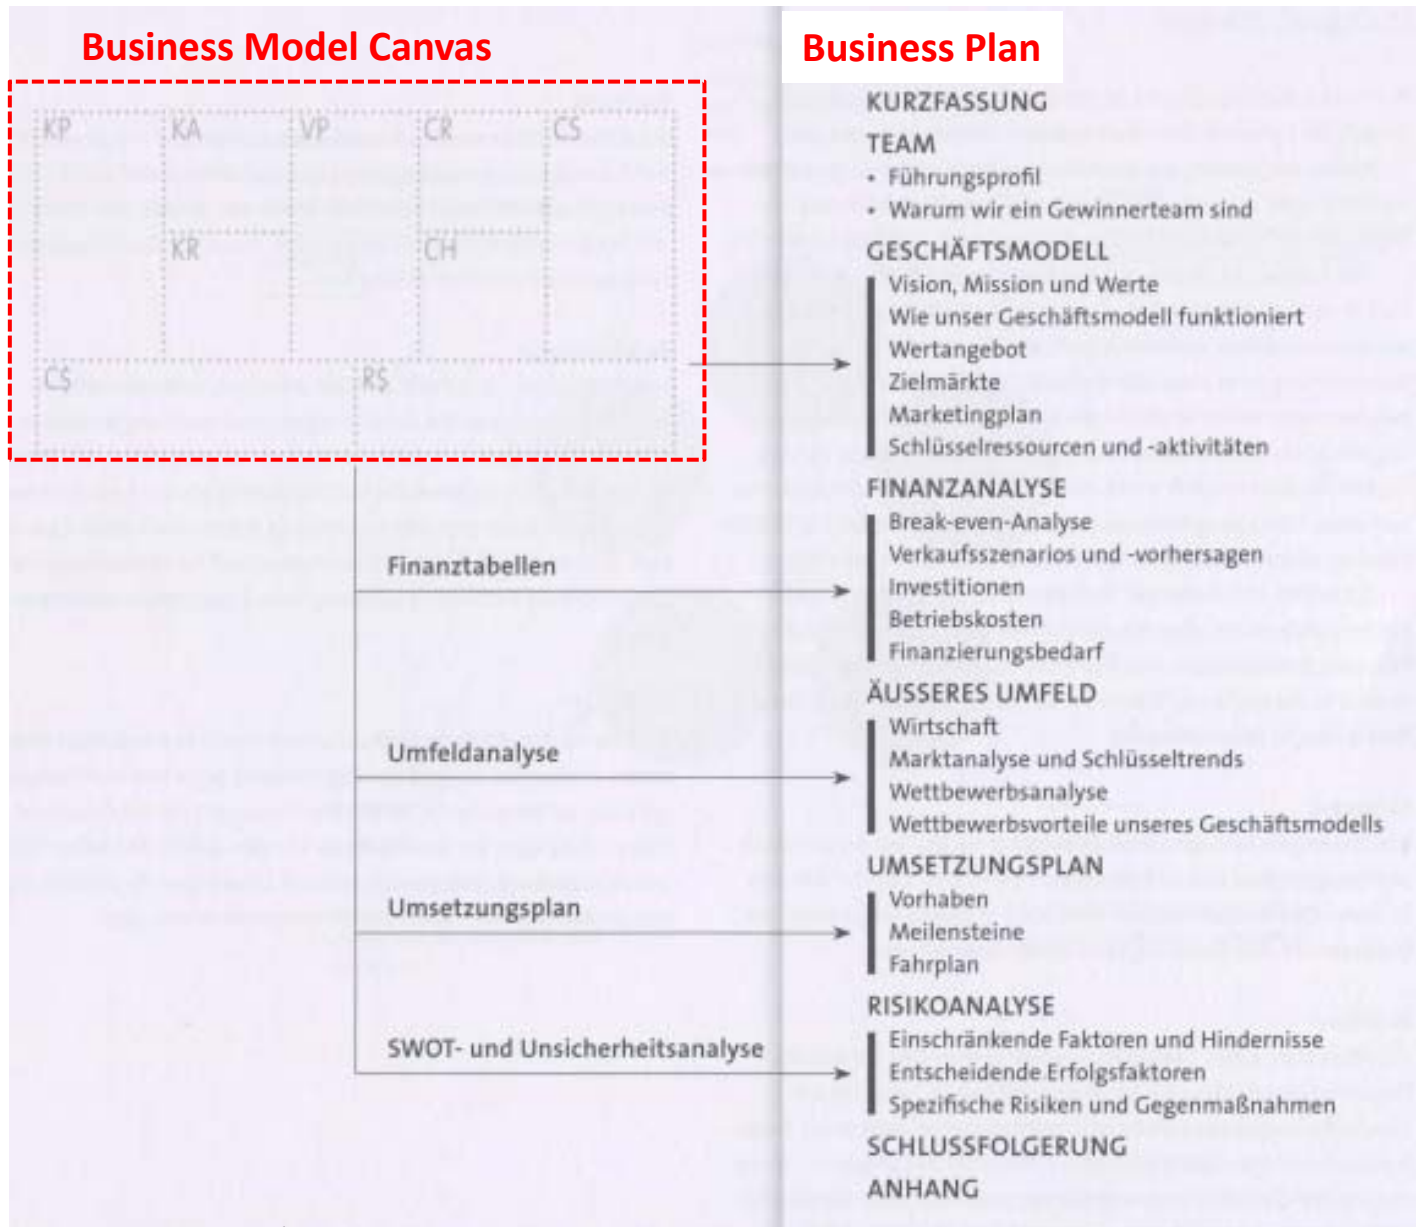 Business Model Canvas
KP KA VP CR CS
KR CH
CS RS
Finanztabellen
Umfeldanalyse
Umsetzungsplan
SWOT- und Unsicherheitsanalyse
Business Plan
KURZFASSUNG
TEAM
• Führungsprofil
• Warum wir ein Gewinnerteam sind
GESCHÄFTSMODELL
Vision, Mission und Werte
Wie unser Geschäftsmodell funktioniert
Wertangebot
Zielmärkte
Marketingplan
Schlüsselressourcen und -aktivitäten
FINANZANALYSE
Break-even-Analyse
Verkaufsszenarios und -vorhersagen
Investitionen
Betriebskosten
Finanzierungsbedarf
ÄUSSERES UMFELD
Wirtschaft
Marktanalyse und Schlüsseltrends
Wettbewerbsanalyse
Wettbewerbsvorteile unseres Geschäftsmodells
UMSETZUNGSPLAN
Vorhaben
Meilensteine
Fahrplan
RISIKOANALYSE
Einschränkende Faktoren und Hindernisse
Entscheidende Erfolgsfaktoren
Spezifische Risiken und Gegenmaßnahmen
SCHLUSSFOLGERUNG
ANHANG